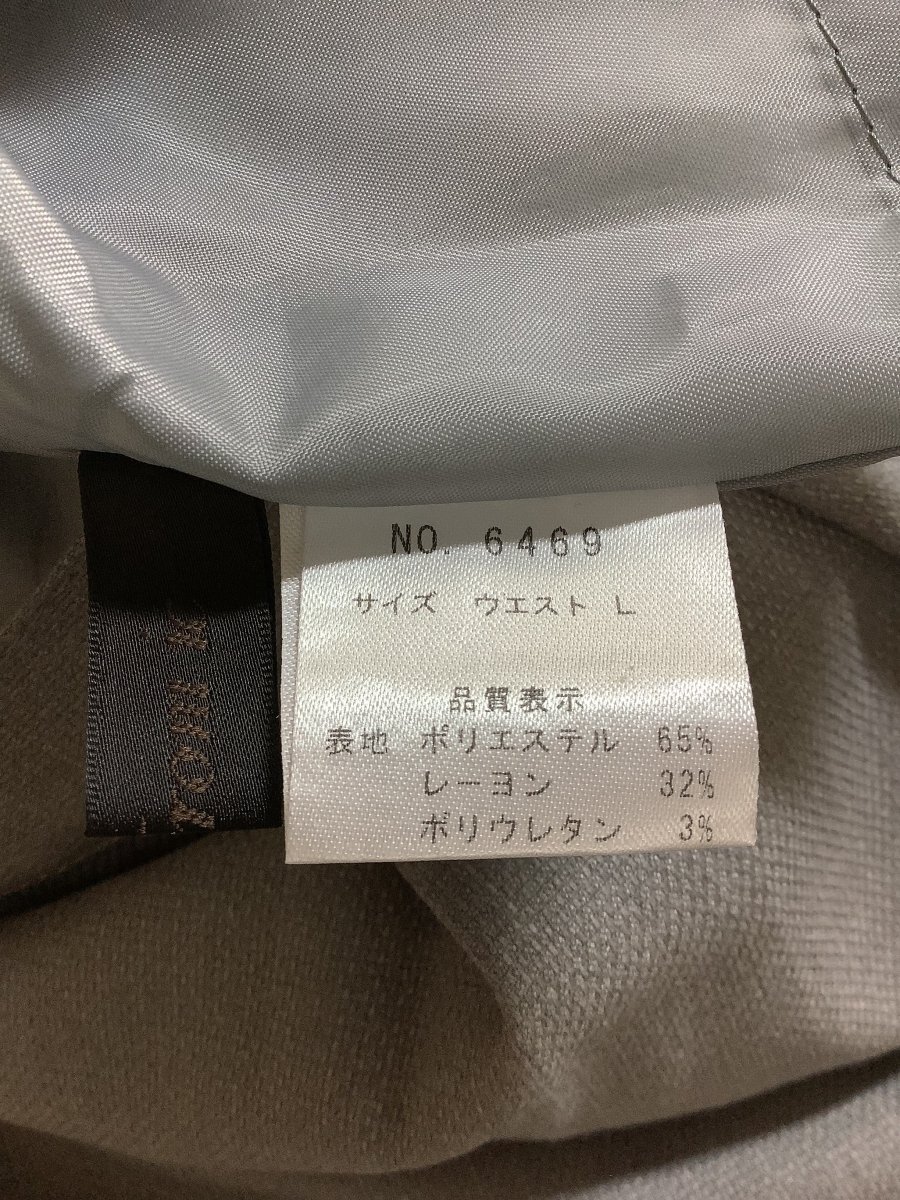 NO. 6469
サイズ ウエスト L
品質表示
表地 ポリエステル 65%
レーヨン 32%
ポリウレタン 3%